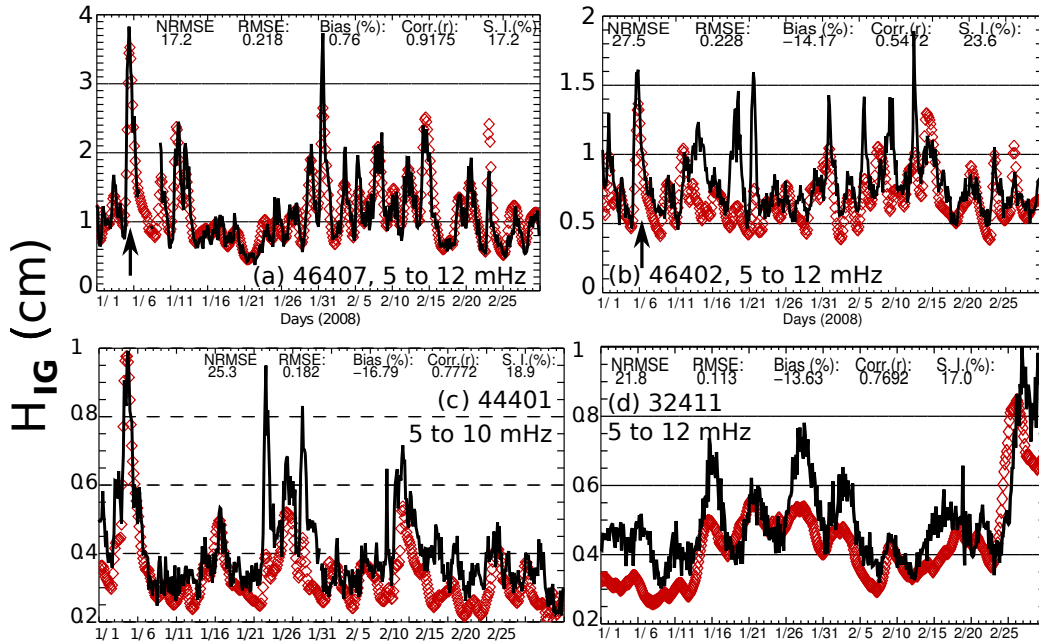 H_IG (cm)
NRMSE RMSE: Bias (%): Corr.(r): S. I.(%):
17.2 0.218 0.76 0.9175 17.2
4
3
2
1
0
(a) 46407, 5 to 12 mHz
1/ 1 1/ 6 1/11 1/16 1/21 1/26 1/31 2/ 5 2/10 2/15 2/20 2/25
Days (2008)
NRMSE RMSE: Bias (%): Corr.(r): S. I.(%):
27.5 0.228 −14.17 0.5472 23.6
2
1.5
1
0.5
0
(b) 46402, 5 to 12 mHz
1/ 1 1/ 6 1/11 1/16 1/21 1/26 1/31 2/ 5 2/10 2/15 2/20 2/25
Days (2008)
NRMSE RMSE: Bias (%): Corr.(r): S. I.(%):
25.3 0.182 −16.79 0.7772 18.9
1
0.8
0.6
0.4
0.2
(c) 44401
5 to 10 mHz
1/ 1 1/ 6 1/11 1/16 1/21 1/26 1/31 2/ 5 2/10 2/15 2/20 2/25
NRMSE RMSE: Bias (%): Corr.(r): S. I.(%):
21.8 0.113 −13.63 0.7692 17.0
1
0.8
0.6
0.4
0.2
(d) 32411
5 to 12 mHz
1/ 1 1/ 6 1/11 1/16 1/21 1/26 1/31 2/ 5 2/10 2/15 2/20 2/25